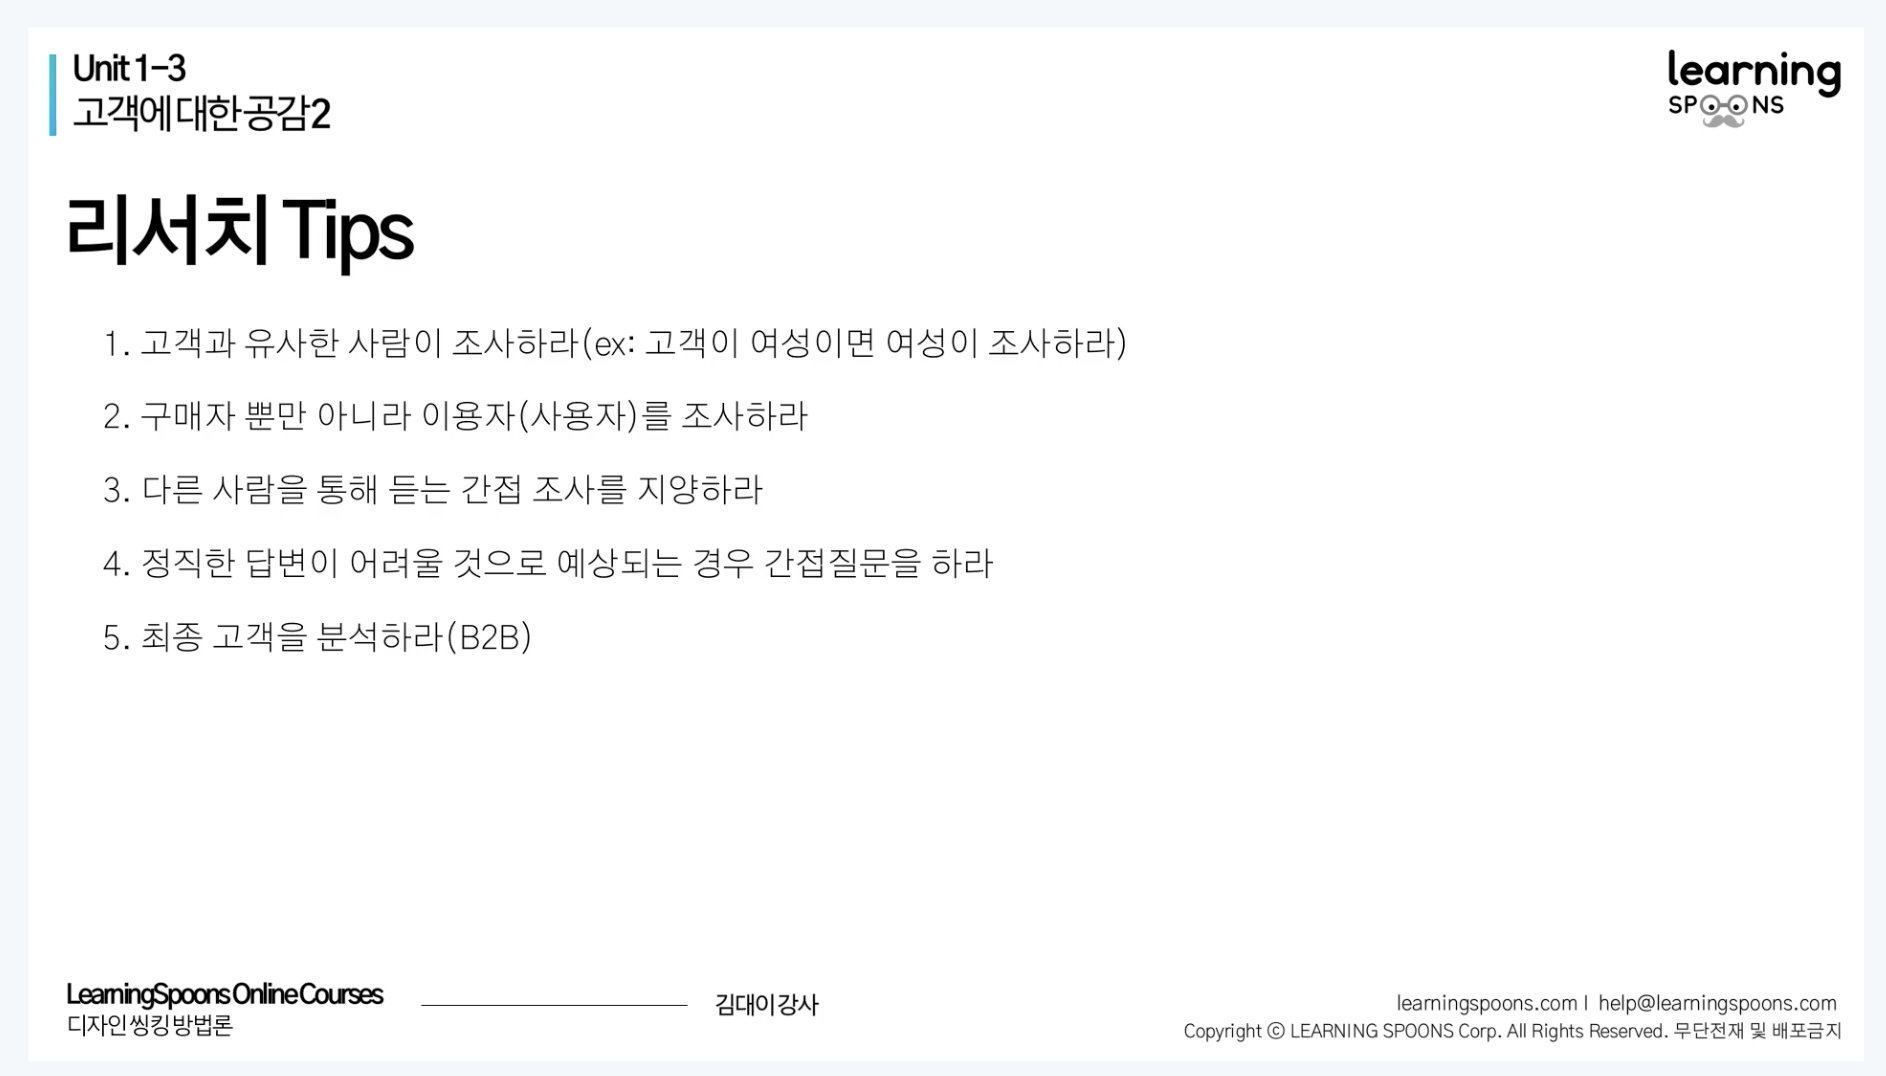 Unit 1-3
고객에 대한 공감2
learning
SPOONS
리서치 Tips
1. 고객과 유사한 사람이 조사하라(ex: 고객이 여성이면 여성이 조사하라)
2. 구매자 뿐만 아니라 이용자(사용자)를 조사하라
3. 다른 사람을 통해 듣는 간접 조사를 지양하라
4. 정직한 답변이 어려울 것으로 예상되는 경우 간접질문을 하라
5. 최종 고객을 분석하라(B2B)
LearningSpoons Online Courses
디자인 씽킹 방법론
김대이 강사
learningspoons.com l help@learningspoons.com
Copyright ⓒ LEARNING SPOONS Corp. All Rights Reserved. 무단전재 및 배포금지